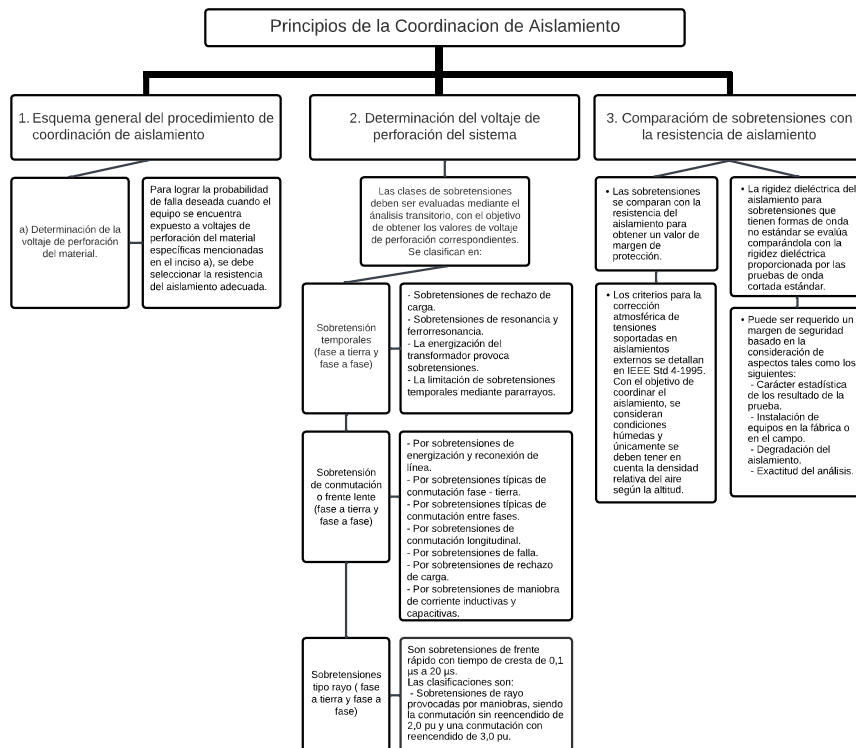 Principios de la Coordinacion de Aislamiento
1. Esquema general del procedimiento de
coordinación de aislamiento
a) Determinación de la
voltaje de perforación
del material.
Para lograr la probabilidad
de falla deseada cuando el
equipo se encuentra
expuesto a voltajes de
perforación del material
específicas mencionadas
en el inciso a), se debe
seleccionar la resistencia
del aislamiento adecuada.
2. Determinación del voltaje de
perforación del sistema
Las clases de sobretensiones
deben ser evaluadas mediante el
ánalisis transitorio, con el objetivo
de obtener los valores de voltaje
de perforación correspondientes.
Se clasifican en:
Sobretensión
temporales
(fase a tierra y
fase a fase)
- Sobretensiones de rechazo de
carga.
- Sobretensiones de resonancia y
ferrorresonancia.
- La energización del
transformador provoca
sobretensiones.
- La limitación de sobretensiones
temporales mediante pararrayos.
Sobretensión
de conmutación
o frente lente
(fase a tierra y
fase a fase)
- Por sobretensiones de
energización y reconexión de
línea.
- Por sobretensiones típicas de
conmutación fase - tierra.
- Por sobretensiones típicas de
conmutación entre fases.
- Por sobretensiones de
conmutación longitudinal.
- Por sobretensiones de falla.
- Por sobretensiones de rechazo
de carga.
- Por sobretensiones de maniobra
de corriente inductivas y
capacitivas.
Sobretensiones
tipo rayo ( fase
a tierra y fase a
fase)
Son sobretensiones de frente
rápido con tiempo de cresta de 0,1
µs a 20 µs.
Las clasificaciones son:
- Sobretensiones de rayo
provocadas por maniobras, siendo
la conmutación sin reencendido de
2,0 pu y una conmutación con
reencendido de 3,0 pu.
3. Comparacióm de sobretensiones con
la resistencia de aislamiento
• Las sobretensiones
se comparan con la
resistencia del
aislamiento para
obtener un valor de
margen de
protección.
• Los criterios para la
corrección
atmosférica de
tensiones
soportadas en
aislamientos
externos se detallan
en IEEE Std 4-1995.
Con el objetivo de
coordinar el
aislamiento, se
consideran
condiciones
húmedas y
únicamente se
deben tener en
cuenta la densidad
relativa del aire
según la altitud.
• La rigidez dieléctrica del
aislamiento para
sobretensiones que
tienen formas de onda
no estándar se evalúa
comparándola con la
rigidez dieléctrica
proporcionada por las
pruebas de onda
cortada estándar.
• Puede ser requerido un
margen de seguridad
basado en la
consideración de
aspectos tales como los
siguientes:
- Carácter estadística
de los resultado de la
prueba.
- Instalación de
equipos en la fábrica o
en el campo.
- Degradación del
aislamiento.
- Exactitud del análisis.